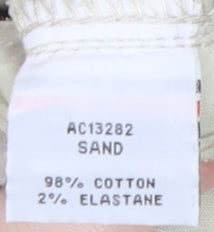 AC13282
SAND
98% COTTON
2% ELASTANE